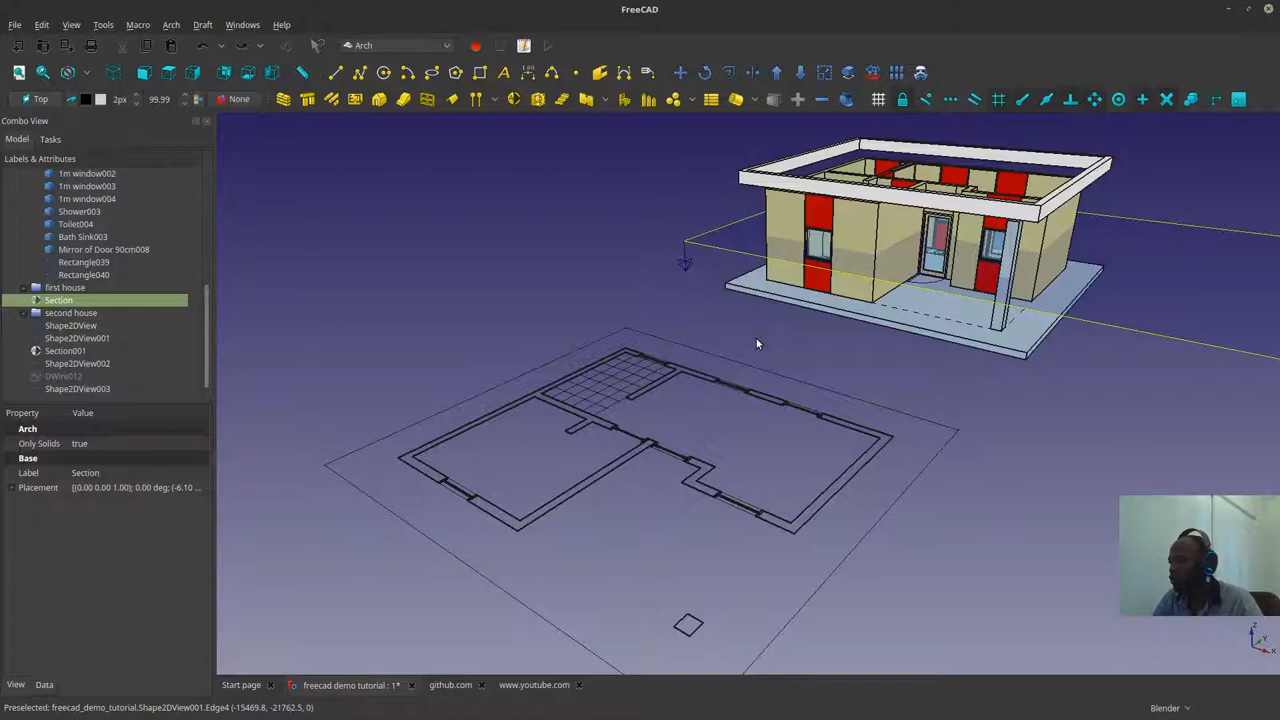 FreeCAD
File Edit View Tools Macro Arch Draft Windows Help
Arch
Top 2px 99.99 None
Combo View
Model Tasks
Labels & Attributes
1m window002
1m window003
1m window004
Shower003
Toilet004
Bath Sink003
Mirror of Door 90cm008
Rectangle039
Rectangle040
first house
Section
second house
Shape2DView
Shape2DView001
Section001
Shape2DView002
DWire012
Shape2DView003
Property Value
Arch
Only Solids true
Base
Label Section
Placement [(0.00 0.00 1.00); 0.00 deg; (-6.10 ...
View Data
Start page freecad demo tutorial : 1* github.com www.youtube.com
Preselected: freecad_demo_tutorial.Shape2DView001.Edge4 (-15469.8, -21762.5, 0)
Blender
Z
Y
X